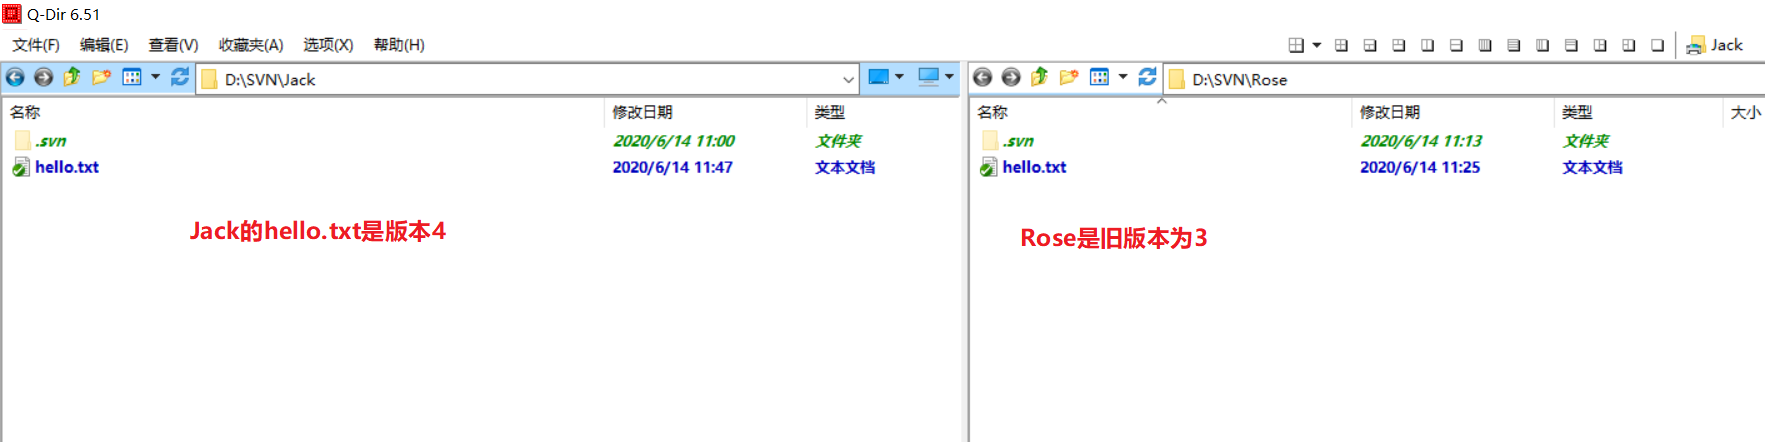 Q-Dir 6.51
文件(F) 编辑(E) 查看(V) 收藏夹(A) 选项(X) 帮助(H) Jack
D:\SVN\Jack
名称 修改日期 类型
.svn 2020/6/14 11:00 文件夹
hello.txt 2020/6/14 11:47 文本文档
Jack的hello.txt是版本4
D:\SVN\Rose
名称 修改日期 类型 大小
.svn 2020/6/14 11:13 文件夹
hello.txt 2020/6/14 11:25 文本文档
Rose是旧版本为3